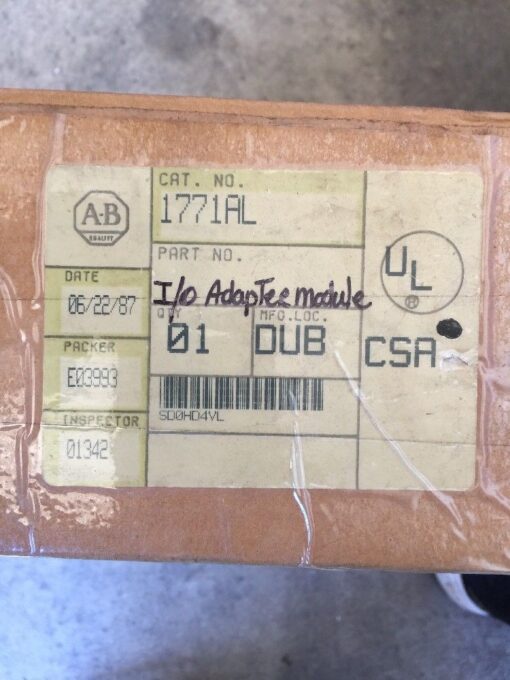 A-B
QUALITY
CAT. NO.
1771AL
PART NO.
I/o AdapTer module
DATE
06/22/87
QTY
01
MFG.LOC.
DUB
UL
®
CSA
PACKER
E03993
SD0HD4VL
INSPECTOR
01342